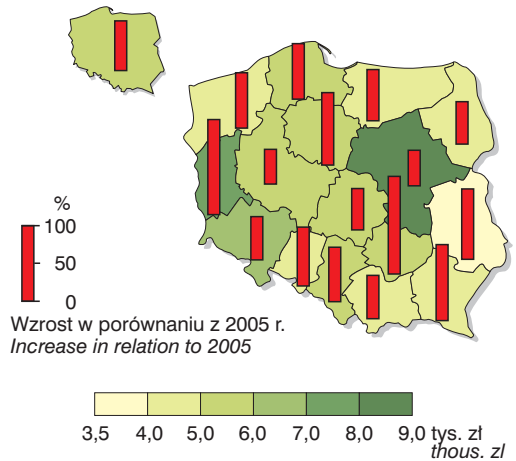 %
100
50
0
Wzrost w porównaniu z 2005 r.
Increase in relation to 2005
3,5 4,0 5,0 6,0 7,0 8,0 9,0 tys. zł
thous. zl